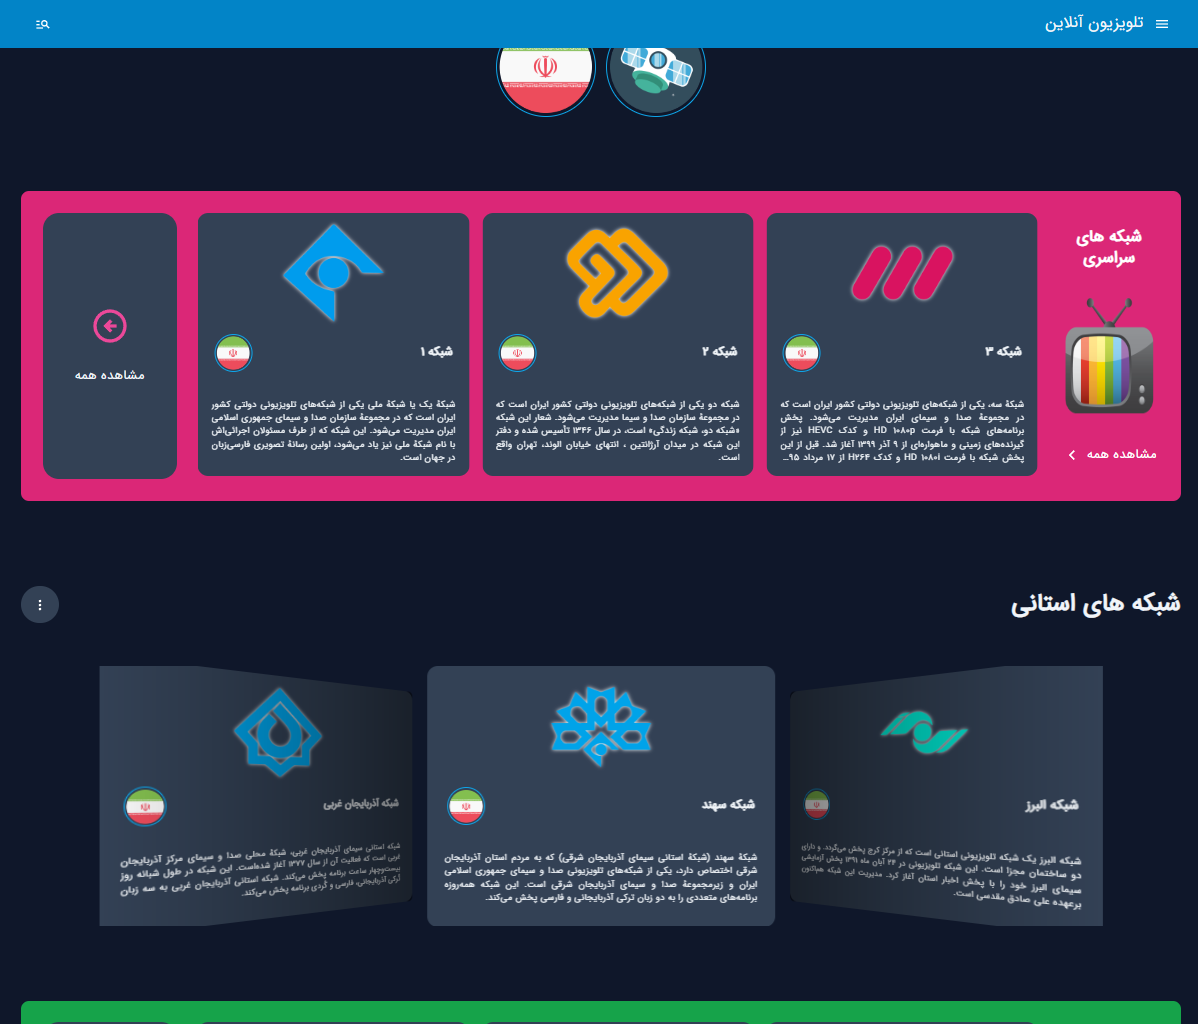 تلویزیون آنلاین
شبکه های
سراسری
مشاهده همه
شبکه ۳
شبکهٔ سه، یکی از شبکه‌های تلویزیونی دولتی کشور ایران است که
در مجموعهٔ صدا و سیمای ایران مدیریت می‌شود. پخش
برنامه‌های شبکه با فرمت HD 1080p و کدک HEVC نیز از
گیرنده‌های زمینی و ماهواره‌ای از ۹ آذر ۱۳۹۹ آغاز شد. قبل از این
پخش شبکه با فرمت HD 1080i و کدک H264 از ۱۷ مرداد ۹۵...
شبکه ۲
شبکه دو یکی از شبکه‌های تلویزیونی دولتی کشور ایران است که
در مجموعهٔ سازمان صدا و سیما مدیریت می‌شود. شعار این شبکه
«شبکه دو، شبکه زندگی» است، در سال ۱۳۴۶ تأسیس شده و دفتر
این شبکه در میدان آرژانتین ، انتهای خیابان الوند، تهران واقع
است.
شبکه ۱
شبکهٔ یک یا شبکهٔ ملی یکی از شبکه‌های تلویزیونی دولتی کشور
ایران است که در مجموعهٔ سازمان صدا و سیمای جمهوری اسلامی
ایران مدیریت می‌شود. این شبکه که از طرف مسئولان اجرائی‌اش
با نام شبکهٔ ملی نیز یاد می‌شود، اولین رسانهٔ تصویری فارسی‌زبان
در جهان است.
مشاهده همه
شبکه های استانی
شبکه البرز
شبکه البرز یک شبکه تلویزیونی استانی است که از مرکز کرج پخش می‌گردد. و دارای
دو ساختمان مجزا است. این شبکه تلویزیونی در ۲۴ آبان ماه ۱۳۹۱ پخش آزمایشی
سیمای البرز خود را با پخش اخبار استان آغاز کرد. مدیریت این شبکه هم‌اکنون
برعهده علی صادق مقدسی است.
شبکه سهند
شبکهٔ سهند (شبکهٔ استانی سیمای آذربایجان شرقی) که به مردم استان آذربایجان
شرقی اختصاص دارد، یکی از شبکه‌های تلویزیونی صدا و سیمای جمهوری اسلامی
ایران و زیرمجموعهٔ صدا و سیمای آذربایجان شرقی است. این شبکه همه‌روزه
برنامه‌های متعددی را به دو زبان ترکی آذربایجانی و فارسی پخش می‌کند.
شبکه آذربایجان غربی
شبکه استانی سیمای آذربایجان غربی، شبکهٔ محلی صدا و سیمای مرکز آذربایجان
غربی است که فعالیت آن از سال ۱۳۷۷ آغاز شده‌است. این شبکه در طول شبانه روز
بیست‌وچهار ساعت برنامه پخش می‌کند. شبکه استانی آذربایجان غربی به سه زبان
ترکی آذربایجانی، فارسی و کُردی برنامه پخش می‌کند.